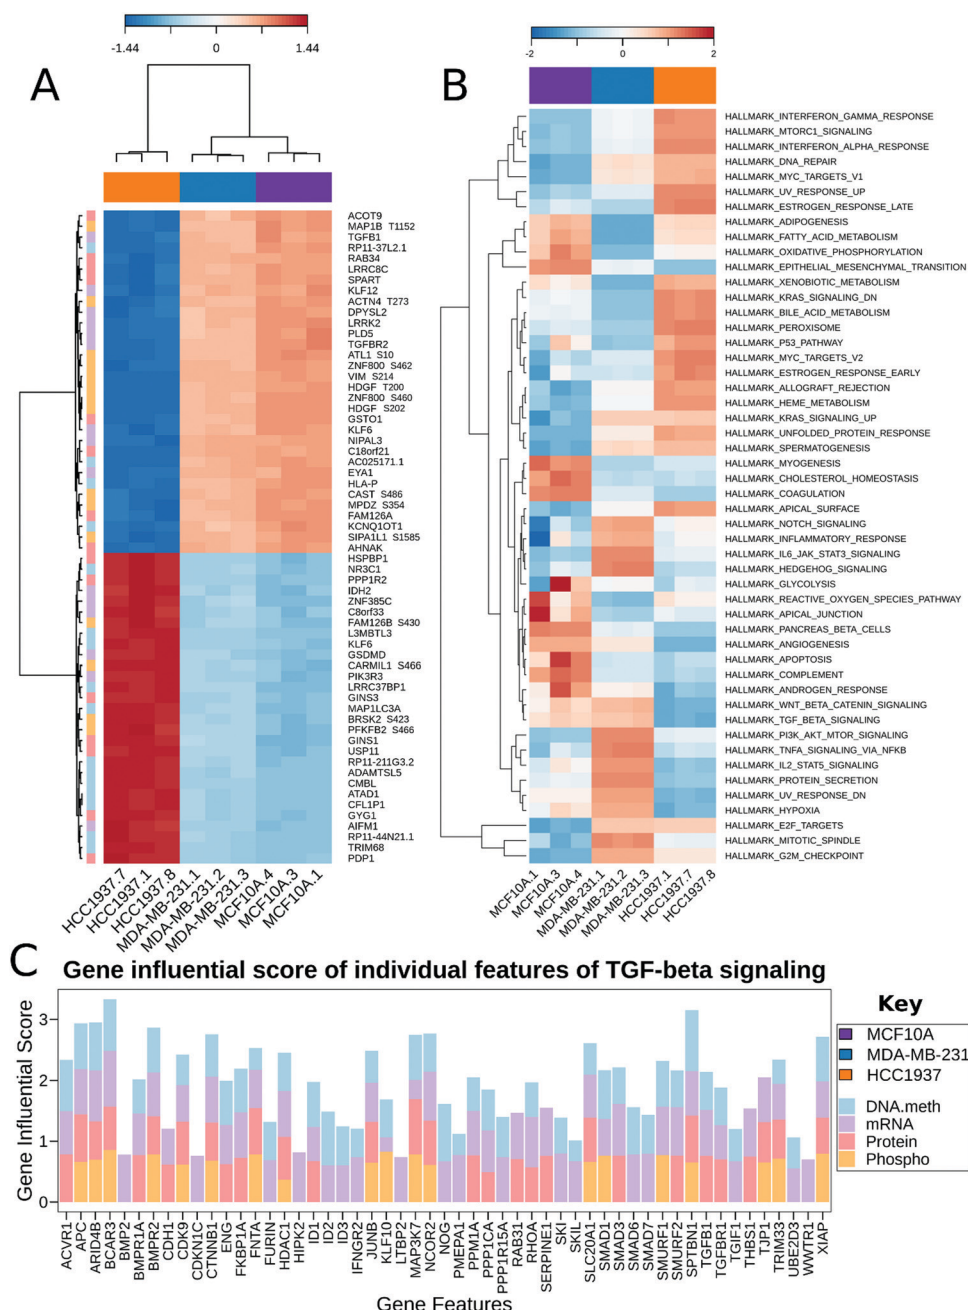 -1.44 0 1.44
A
ACOT9
MAP1B T1152
TGFB1
RP11-37L2.1
RAB34
LRRC8C
SPART
KLF12
ACTN4 T273
DPYSL2
LRRK2
PLD5
TGFBR2
ATL1 S10
ZNF800 S462
VIM S214
HDGF T200
ZNF800 S460
HDGF S202
GSTO1
KLF6
NIPAL3
C18orf21
AC025171.1
EYA1
HLA-P
CAST S486
MPDZ S354
FAM126A
KCNQ1OT1
SIPA1L1 S1585
AHNAK
HSPBP1
NR3C1
PPP1R2
IDH2
ZNF385C
C8orf33
FAM126B S430
L3MBTL3
KLF6
GSDMD
CARMIL1 S466
PIK3R3
LRRC37BP1
GINS3
MAP1LC3A
BRSK2 S423
PFKFB2 S466
GINS1
USP11
RP11-211G3.2
ADAMTSL5
CMBL
ATAD1
CFL1P1
GYG1
AIFM1
RP11-44N21.1
TRIM68
PDP1
HCC1937.7
HCC1937.1
HCC1937.8
MDA-MB-231.1
MDA-MB-231.2
MDA-MB-231.3
MCF10A.4
MCF10A.3
MCF10A.1
-2 0 2
B
HALLMARK_INTERFERON_GAMMA_RESPONSE
HALLMARK_MTORC1_SIGNALING
HALLMARK_INTERFERON_ALPHA_RESPONSE
HALLMARK_DNA_REPAIR
HALLMARK_MYC_TARGETS_V1
HALLMARK_UV_RESPONSE_UP
HALLMARK_ESTROGEN_RESPONSE_LATE
HALLMARK_ADIPOGENESIS
HALLMARK_FATTY_ACID_METABOLISM
HALLMARK_OXIDATIVE_PHOSPHORYLATION
HALLMARK_EPITHELIAL_MESENCHYMAL_TRANSITION
HALLMARK_XENOBIOTIC_METABOLISM
HALLMARK_KRAS_SIGNALING_DN
HALLMARK_BILE_ACID_METABOLISM
HALLMARK_PEROXISOME
HALLMARK_P53_PATHWAY
HALLMARK_MYC_TARGETS_V2
HALLMARK_ESTROGEN_RESPONSE_EARLY
HALLMARK_ALLOGRAFT_REJECTION
HALLMARK_HEME_METABOLISM
HALLMARK_KRAS_SIGNALING_UP
HALLMARK_UNFOLDED_PROTEIN_RESPONSE
HALLMARK_SPERMATOGENESIS
HALLMARK_MYOGENESIS
HALLMARK_CHOLESTEROL_HOMEOSTASIS
HALLMARK_COAGULATION
HALLMARK_APICAL_SURFACE
HALLMARK_NOTCH_SIGNALING
HALLMARK_INFLAMMATORY_RESPONSE
HALLMARK_IL6_JAK_STAT3_SIGNALING
HALLMARK_HEDGEHOG_SIGNALING
HALLMARK_GLYCOLYSIS
HALLMARK_REACTIVE_OXYGEN_SPECIES_PATHWAY
HALLMARK_APICAL_JUNCTION
HALLMARK_PANCREAS_BETA_CELLS
HALLMARK_ANGIOGENESIS
HALLMARK_APOPTOSIS
HALLMARK_COMPLEMENT
HALLMARK_ANDROGEN_RESPONSE
HALLMARK_WNT_BETA_CATENIN_SIGNALING
HALLMARK_TGF_BETA_SIGNALING
HALLMARK_PI3K_AKT_MTOR_SIGNALING
HALLMARK_TNFA_SIGNALING_VIA_NFKB
HALLMARK_IL2_STAT5_SIGNALING
HALLMARK_PROTEIN_SECRETION
HALLMARK_UV_RESPONSE_DN
HALLMARK_HYPOXIA
HALLMARK_E2F_TARGETS
HALLMARK_MITOTIC_SPINDLE
HALLMARK_G2M_CHECKPOINT
MCF10A.1
MCF10A.3
MCF10A.4
MDA-MB-231.1
MDA-MB-231.2
MDA-MB-231.3
HCC1937.1
HCC1937.7
HCC1937.8
C
Gene influential score of individual features of TGF-beta signaling
Gene Influential Score
3
2
1
0
ACVR1
APC
ARID4B
BCAR3
BMP2
BMPR1A
BMPR2
CDH1
CDK9
CDKN1C
CTNNB1
ENG
FKBP1A
FNTA
FURIN
HDAC1
HIPK2
ID1
ID2
ID3
IFNGR2
JUNB
KLF10
LTBP2
MAP3K7
NCOR2
NOG
PMEPA1
PPM1A
PPP1CA
PPP1R15A
RAB31
RHOA
SERPINE1
SKI
SKIL
SLC20A1
SMAD1
SMAD3
SMAD6
SMAD7
SMURF1
SMURF2
SPTBN1
TGFB1
TGFBR1
TGIF1
THBS1
TJP1
TRIM33
UBE2D3
WWTR1
XIAP
Gene Features
Key
MCF10A
MDA-MB-231
HCC1937
DNA.meth
mRNA
Protein
Phospho